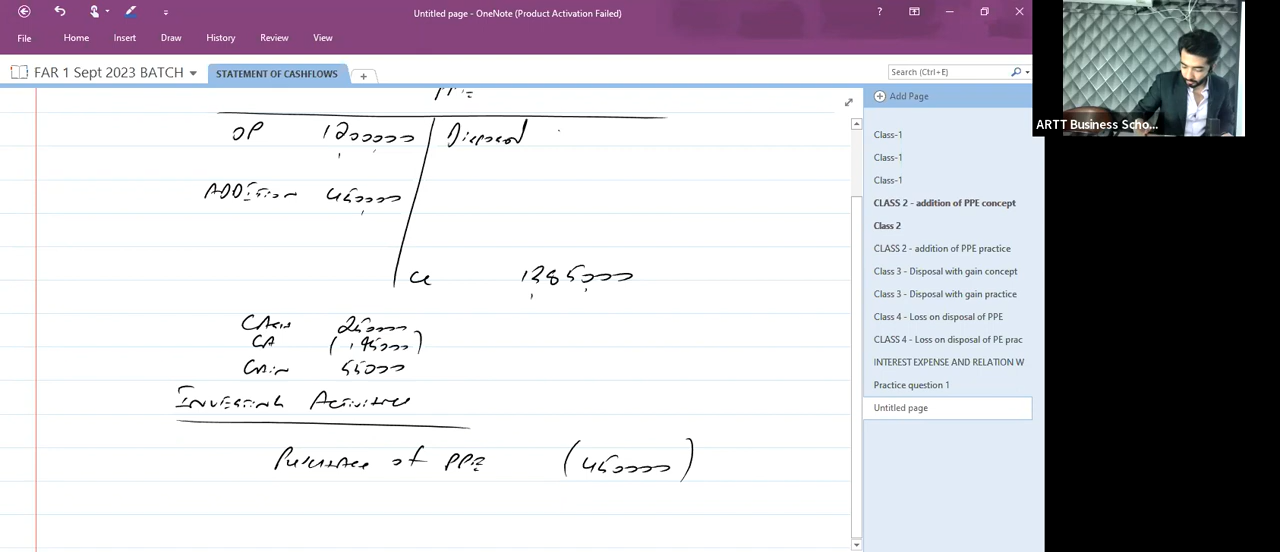 Untitled page - OneNote (Product Activation Failed)
?
File Home Insert Draw History Review View
FAR 1 Sept 2023 BATCH
STATEMENT OF CASHFLOWS
Search (Ctrl+E)
Add Page
Class-1
Class-1
Class-1
CLASS 2 - addition of PPE concept
Class 2
CLASS 2 - addition of PPE practice
Class 3 - Disposal with gain concept
Class 3 - Disposal with gain practice
Class 4 - Loss on disposal of PPE
CLASS 4 - Loss on disposal of PE prac
INTEREST EXPENSE AND RELATION W
Practice question 1
Untitled page
ARTT Business Scho...
PPE
OP 1200000 Disposal
ADDITION 450000
CL 1385000
CASH 250000
CA (195000)
GAIN 55000
INVESTING ACTIVITIES
PURCHASE OF PPE (450000)